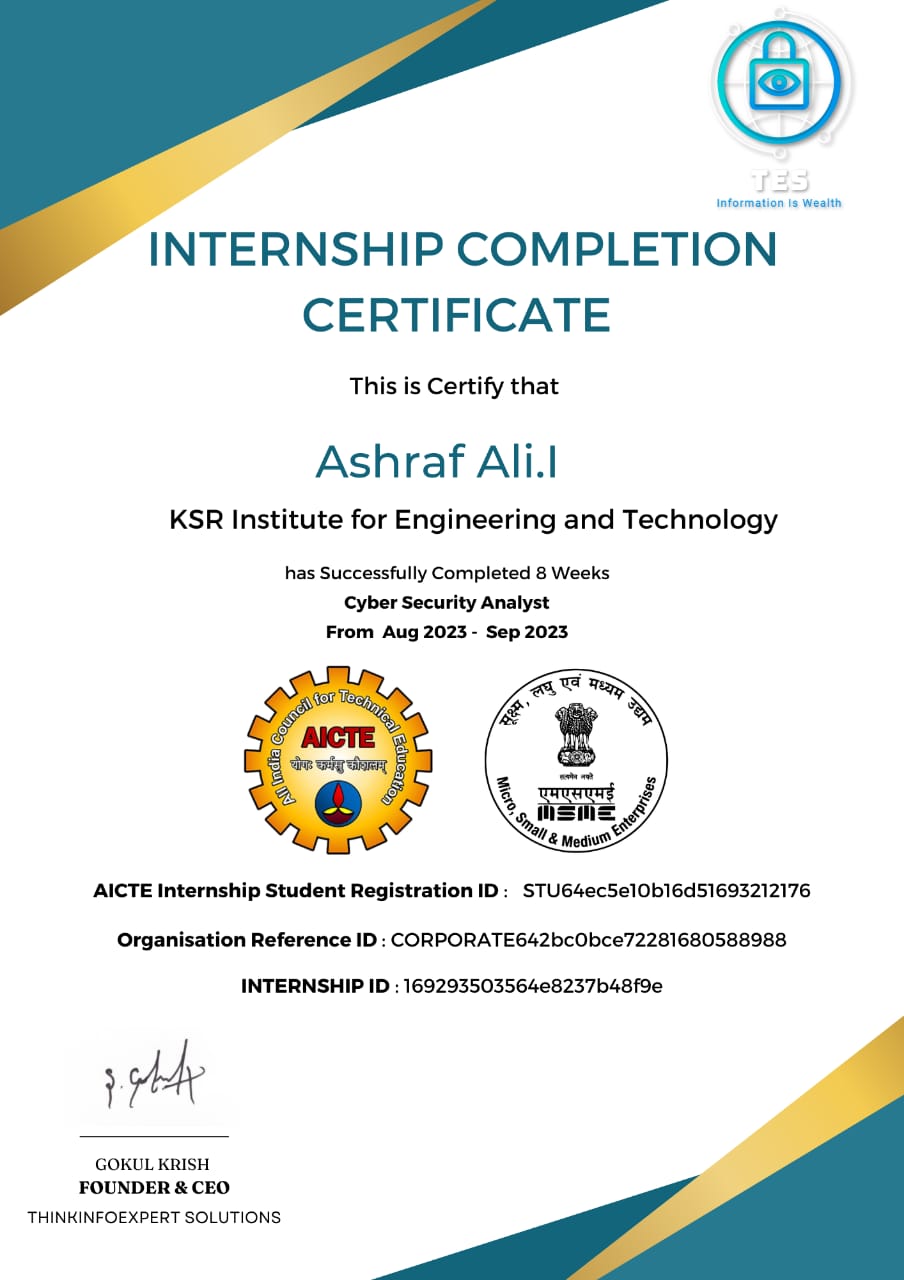 TES
Information Is Wealth
INTERNSHIP COMPLETION
CERTIFICATE
This is Certify that
Ashraf Ali.I
KSR Institute for Engineering and Technology
has Successfully Completed 8 Weeks
Cyber Security Analyst
From Aug 2023 - Sep 2023
All India Council for Technical Education
AICTE
योगः कर्मसु कौशलम्
सूक्ष्म, लघु एवं मध्यम उद्यम
सत्यमेव जयते
एमएसएमई
MSME
Micro, Small & Medium Enterprises
AICTE Internship Student Registration ID : STU64ec5e10b16d51693212176
Organisation Reference ID : CORPORATE642bc0bce72281680588988
INTERNSHIP ID : 169293503564e8237b48f9e
GOKUL KRISH
FOUNDER & CEO
THINKINFOEXPERT SOLUTIONS